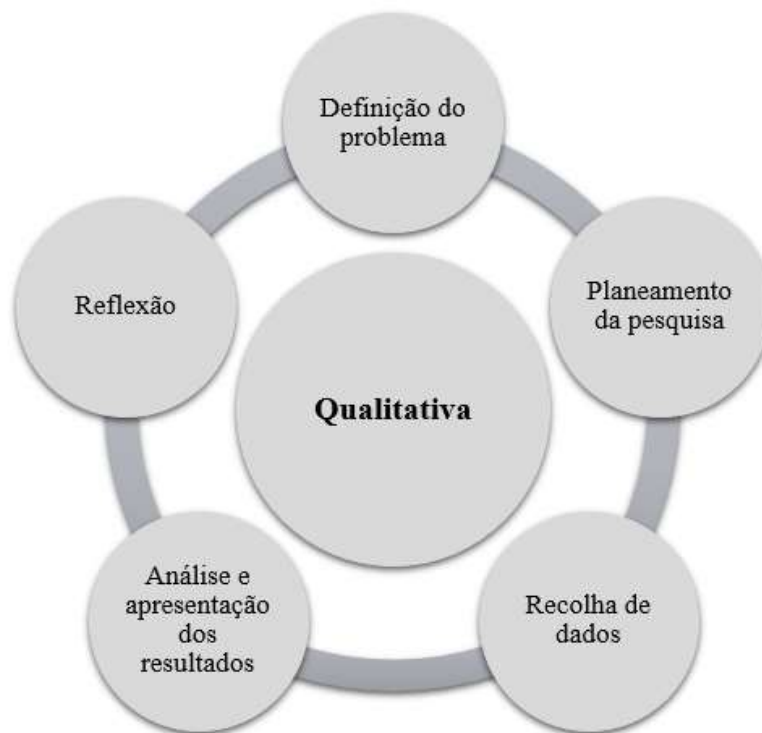 Definição do
problema
Planeamento
da pesquisa
Recolha de
dados
Análise e
apresentação
dos
resultados
Reflexão
Qualitativa